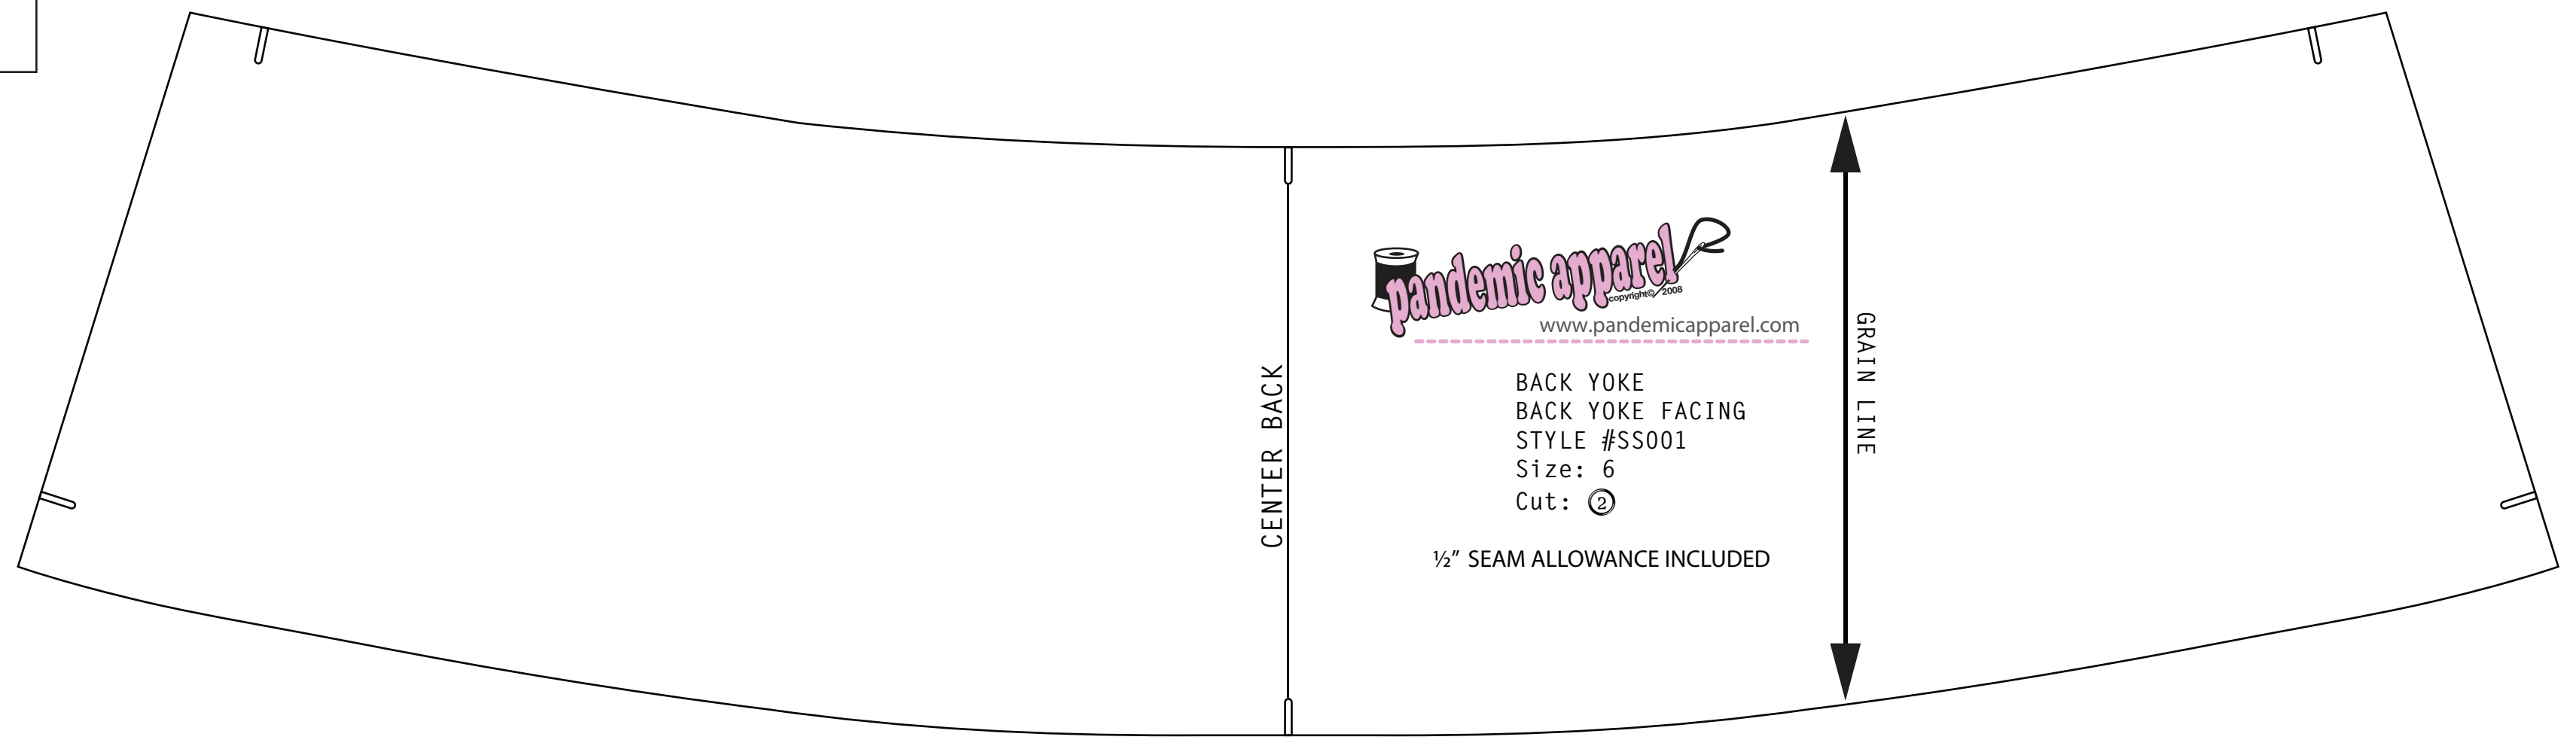 pandemic apparel
copyright© 2008
www.pandemicapparel.com
CENTER BACK
BACK YOKE
BACK YOKE FACING
STYLE #SS001
Size: 6
Cut: 2
½” SEAM ALLOWANCE INCLUDED
GRAIN LINE